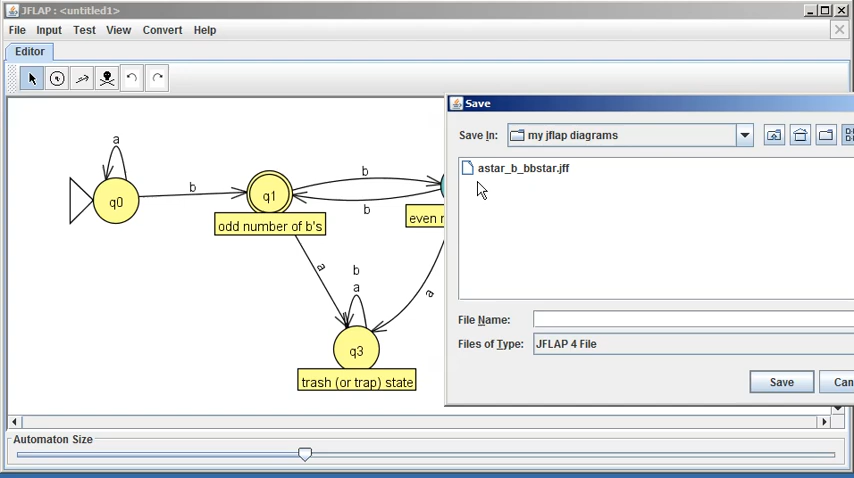 JFLAP : <untitled1>
File Input Test View Convert Help
Editor
Save
Save In: my jflap diagrams
astar_b_bbstar.jff
a
b
b
q0
q1
b
odd number of b's
even
a
b
a
a
q3
trash (or trap) state
File Name:
Files of Type: JFLAP 4 File
Save
Automaton Size